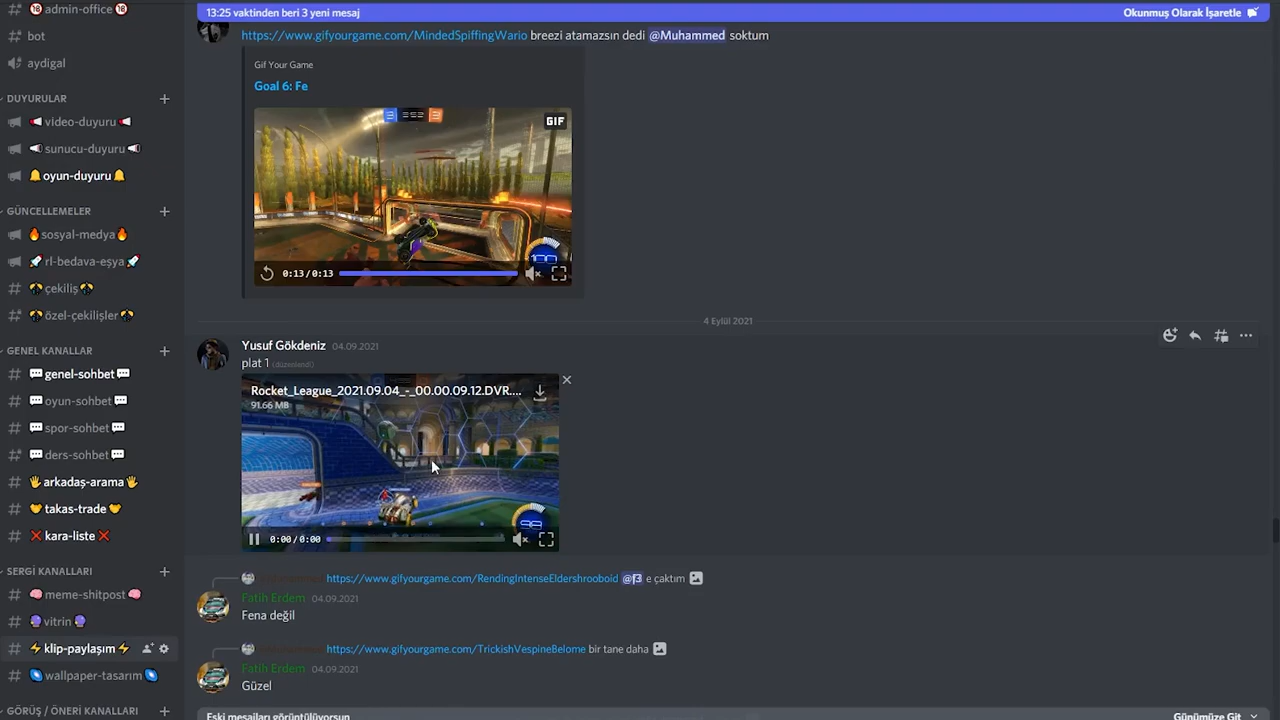 admin-office
bot
aydigal
DUYURULAR
vıdeo-duyuru
sunucu-duyuru
oyun-duyuru
GÜNCELLEMELER
sosyal-medya
rl-bedava-eşya
çekiliş
özel-çekilişler
GENEL KANALLAR
genel-sohbet
oyun-sohbet
spor-sohbet
ders-sohbet
arkadaş-arama
takas-trade
kara-liste
SERGİ KANALLARI
meme-shitpost
vitrin
klip-paylaşım
wallpaper-tasarım
GÖRÜŞ / ÖNERİ KANALLARI
13:25 vaktinden beri 3 yeni mesaj
Okunmuş Olarak İşaretle
https://www.gifyourgame.com/MindedSpiffingWario breezi atamazsın dedi @Muhammed soktum
Gif Your Game
Goal 6: Fe
GIF
0:13/0:13
4 Eylül 2021
Yusuf Gökdeniz 04.09.2021
plat 1 (düzenlendi)
Rocket_League_2021.09.04_-_00.00.09.12.DVR....
91.66 MB
0:00/0:00
https://www.gifyourgame.com/RendingIntenseEldershrooboid @f3 e çaktım
Fatih Erdem 04.09.2021
Fena değil
https://www.gifyourgame.com/TrickishVespineBelome bir tane daha
Fatih Erdem 04.09.2021
Güzel
Eski mesajları görüntülüyorsun
Günümüze Git